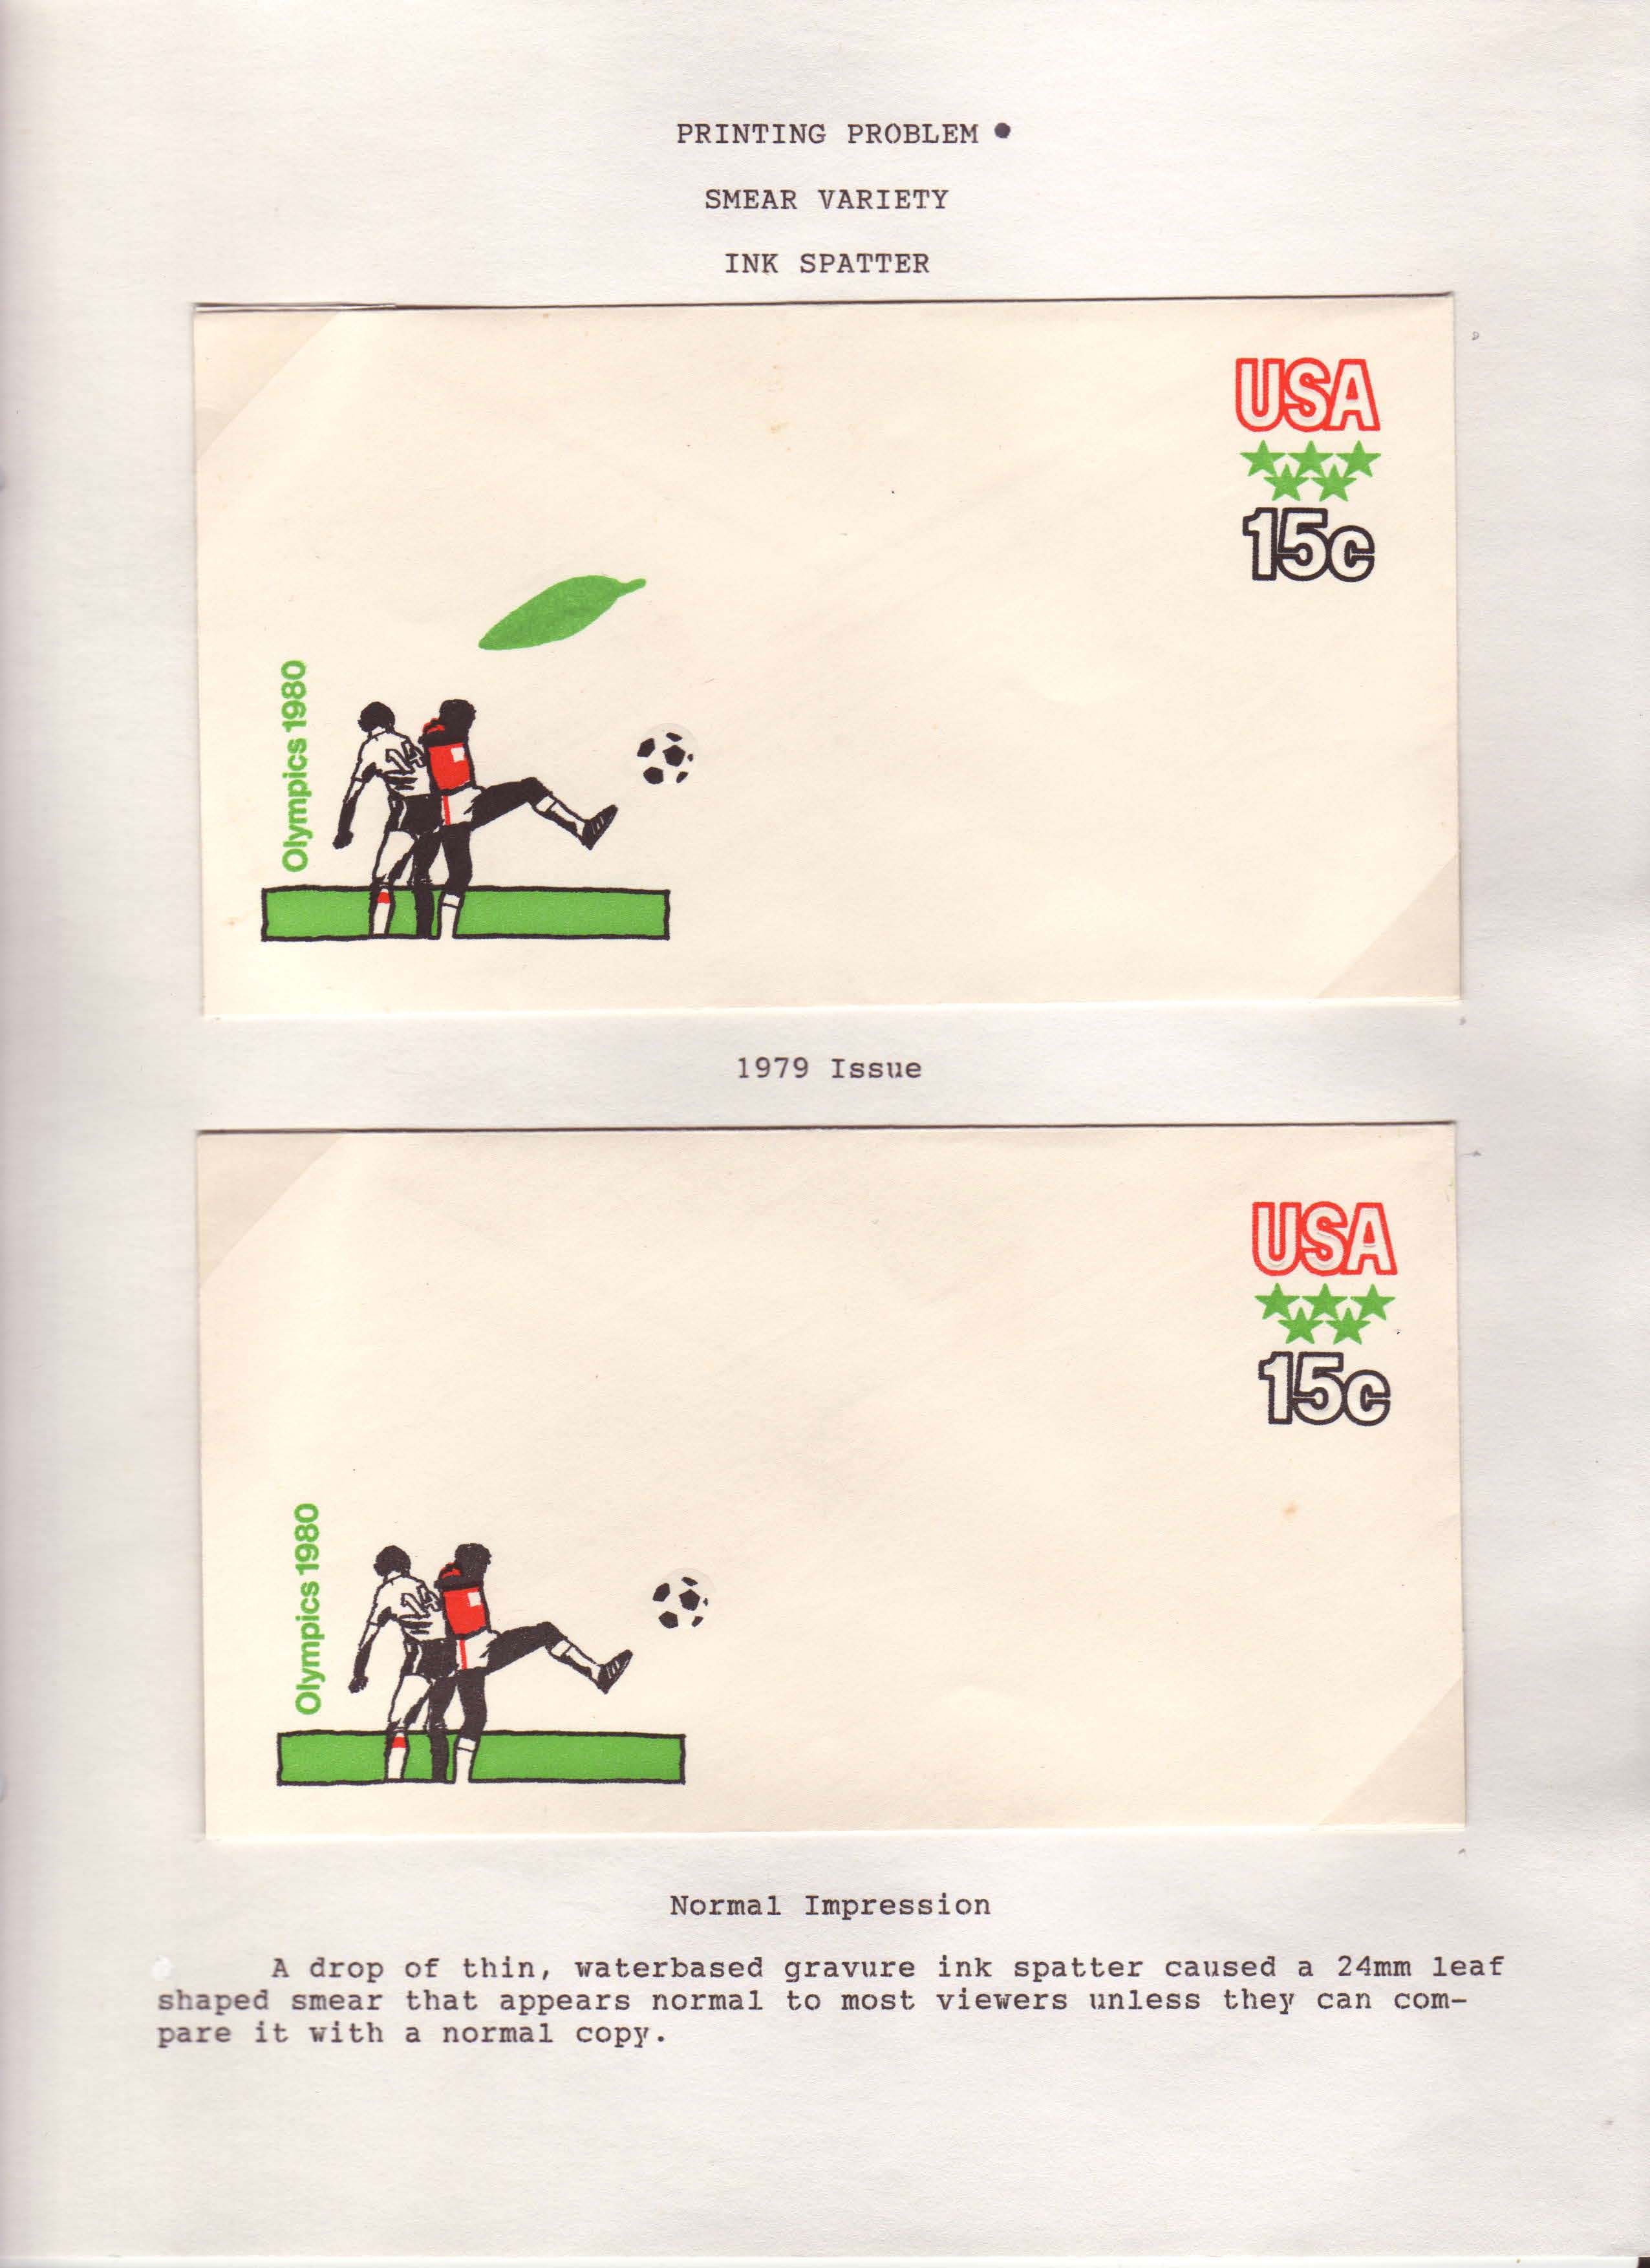 PRINTING PROBLEM
SMEAR VARIETY
INK SPATTER
USA
15c
Olympics 1980
14
1979 Issue
USA
15c
Olympics 1980
14
Normal Impression
A drop of thin, waterbased gravure ink spatter caused a 24mm leaf
shaped smear that appears normal to most viewers unless they can com-
pare it with a normal copy.